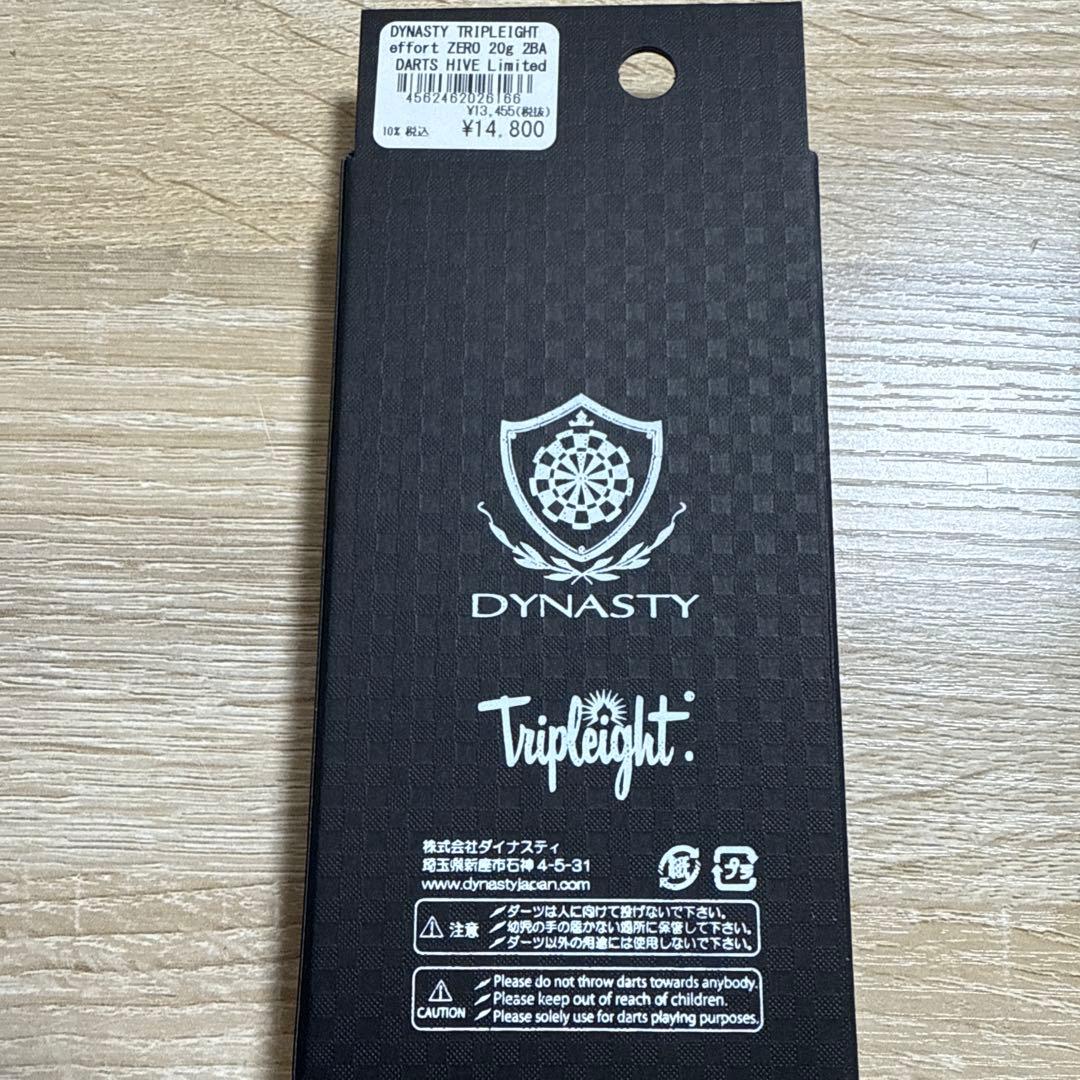 DYNASTY TRIPLEIGHT
effort ZERO 20g 2BA
DARTS HIVE Limited
4562462026166
¥13,455(税抜)
10% 税込 ¥14,800
DYNASTY
Tripleight
株式会社ダイナスティ
埼玉県新座市石神4-5-31
www.dynastyjapan.com
紙 プラ
注意
ダーツは人に向けて投げないで下さい。
幼児の手の届かない場所に保管して下さい。
ダーツ以外の用途には使用しないで下さい。
CAUTION
Please do not throw darts towards anybody.
Please keep out of reach of children.
Please solely use for darts playing purposes.